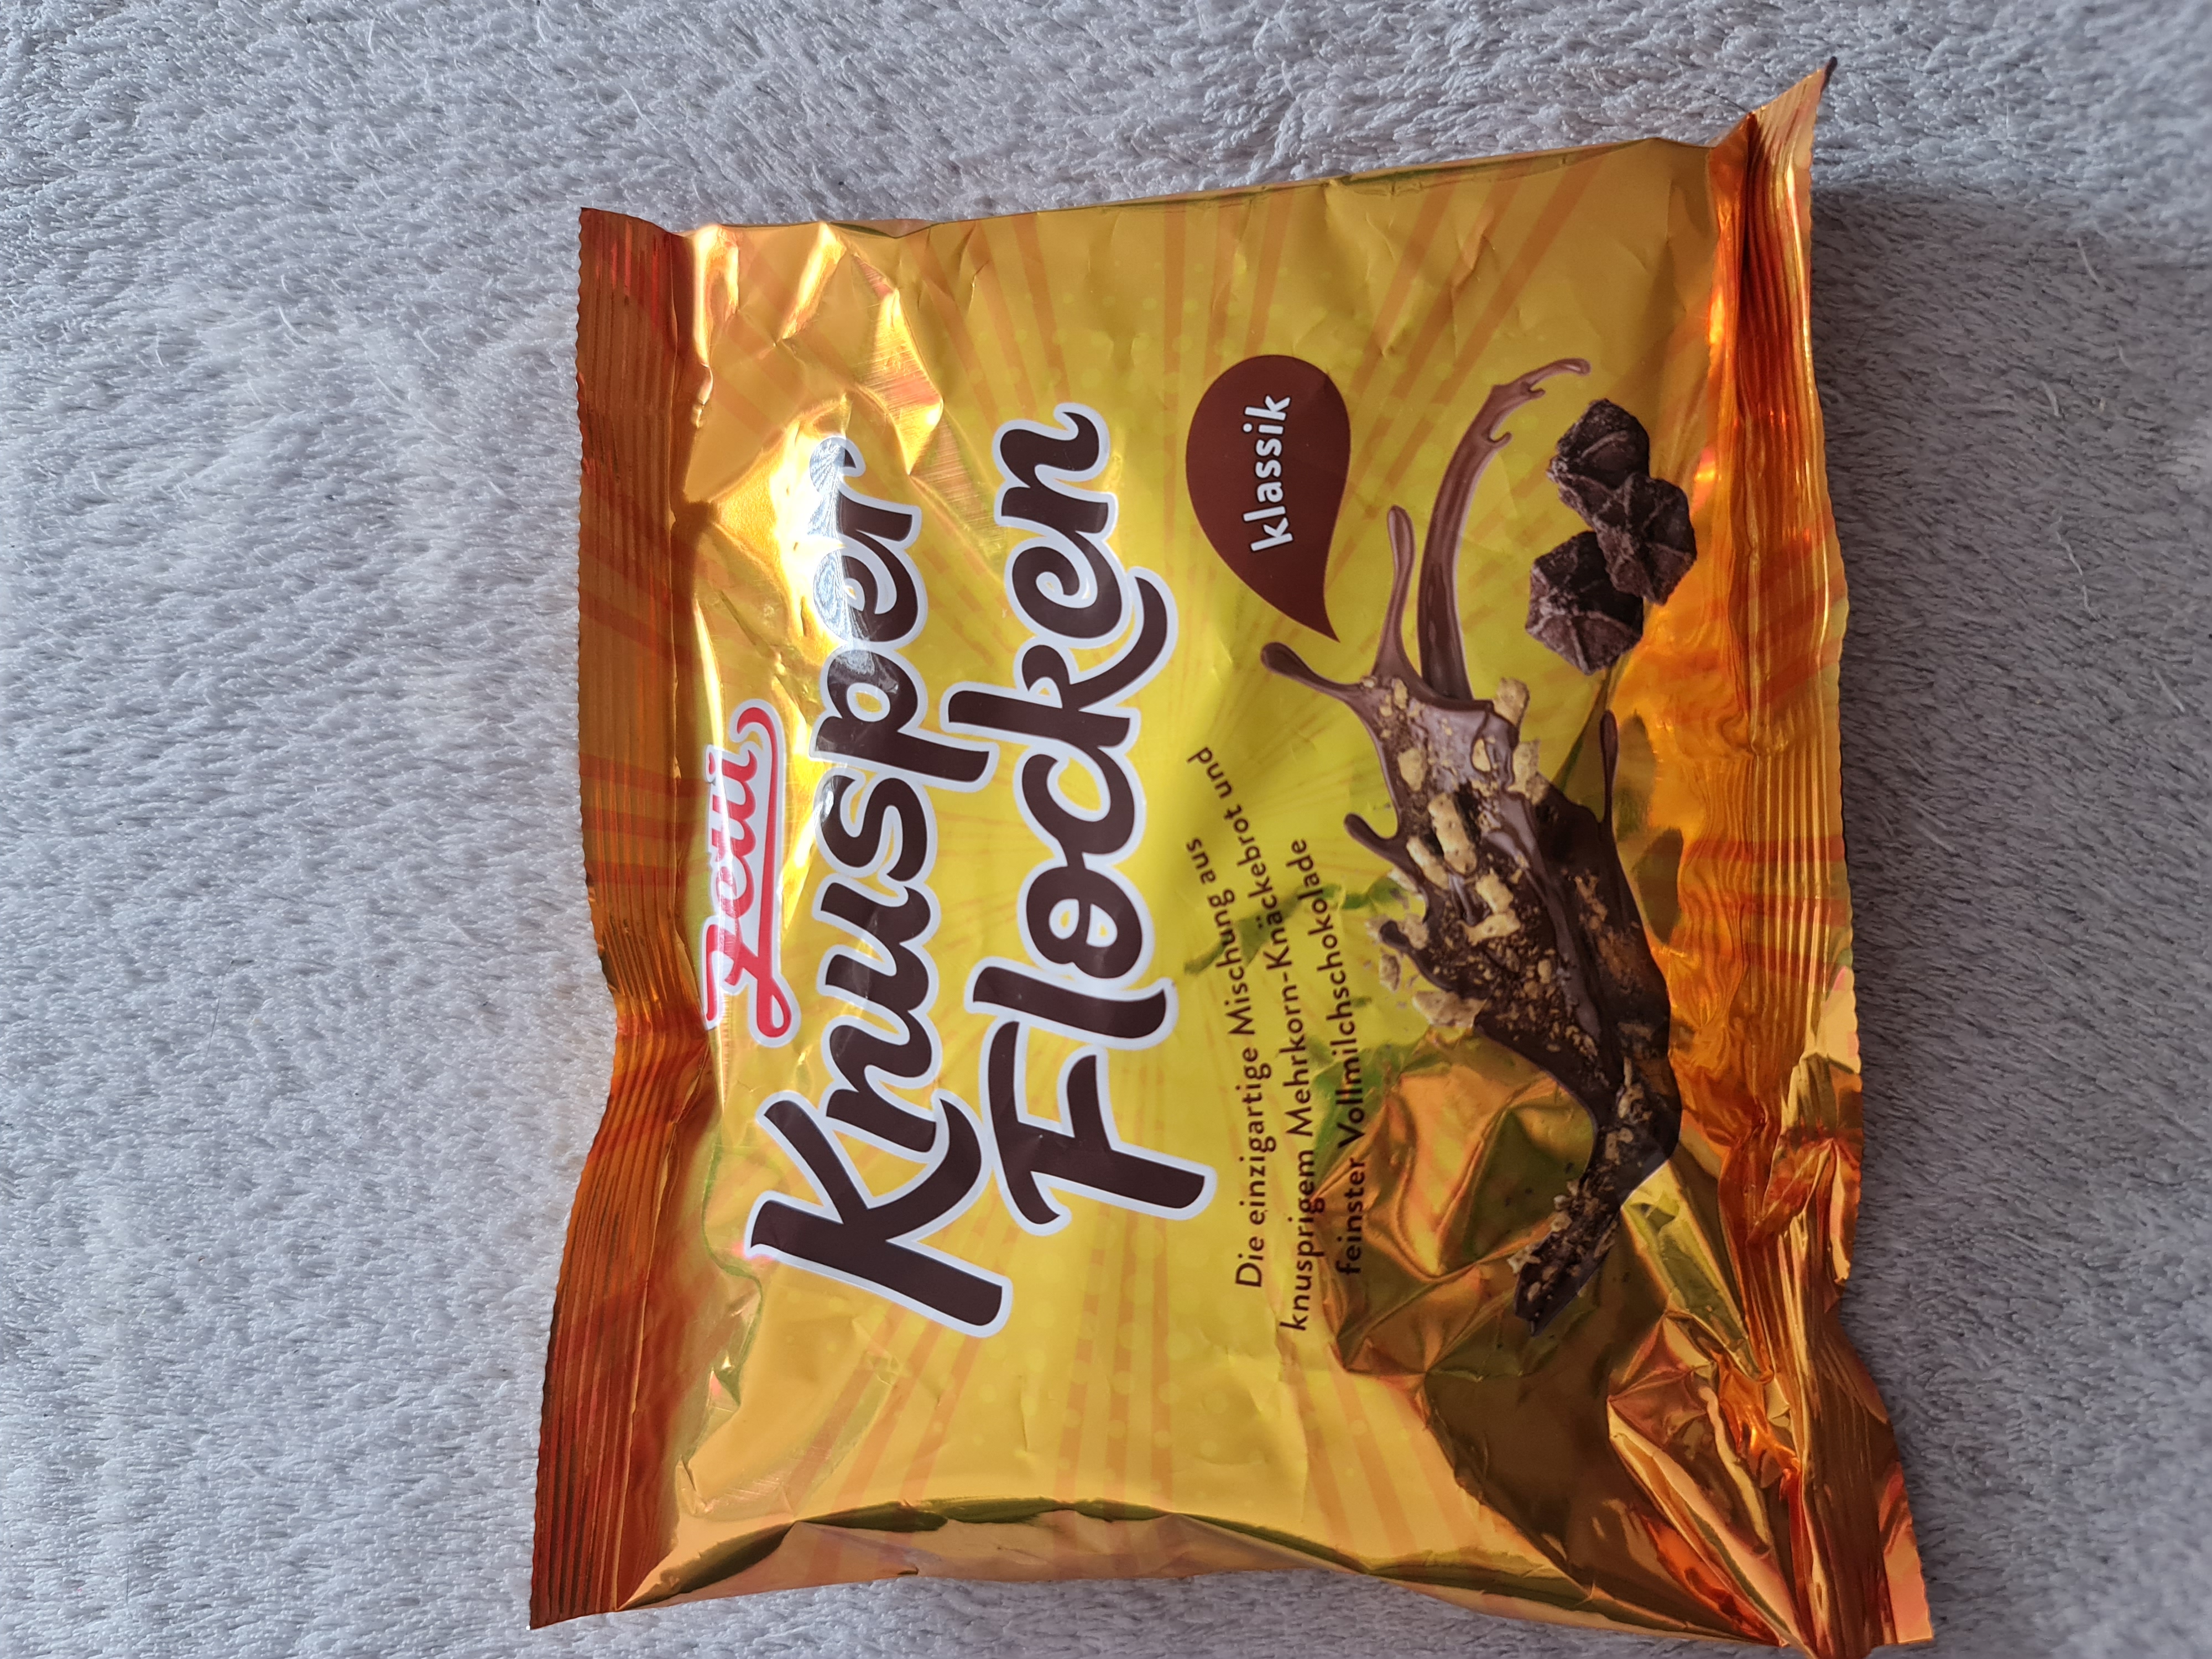 Zetti
Knusper
Flocken
klassik
Die einzigartige Mischung aus
knusprigem Mehrkorn-Knäckebrot und
feinster Vollmilchschokolade